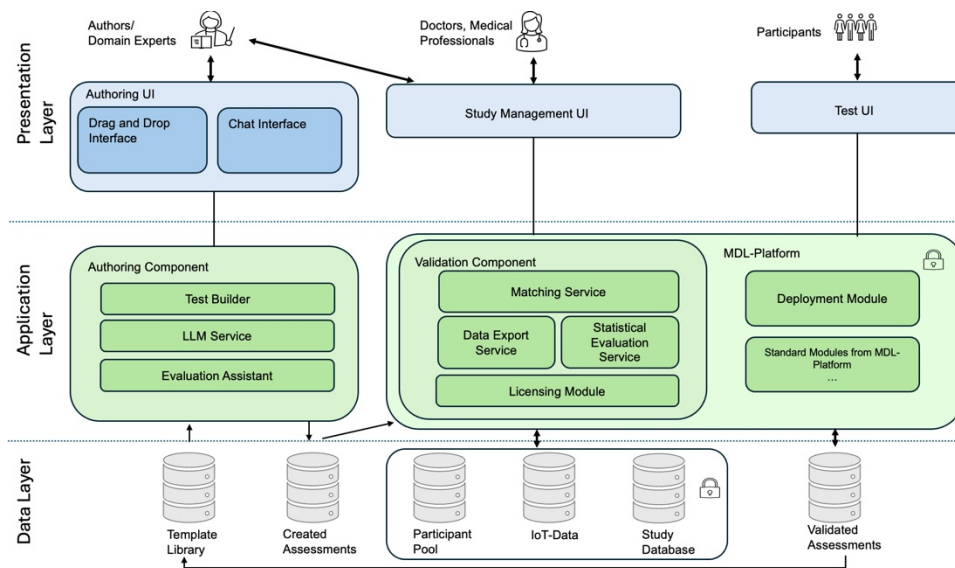 Authors/
Domain Experts
Doctors, Medical
Professionals
Participants
Presentation
Layer
Authoring UI
Drag and Drop
Interface
Chat Interface
Study Management UI
Test UI
Application
Layer
Authoring Component
Test Builder
LLM Service
Evaluation Assistant
Validation Component
Matching Service
Data Export
Service
Statistical
Evaluation
Service
Licensing Module
MDL-Platform
Deployment Module
Standard Modules from MDL-
Platform
...
Data Layer
Template
Library
Created
Assessments
Participant
Pool
IoT-Data
Study
Database
Validated
Assessments